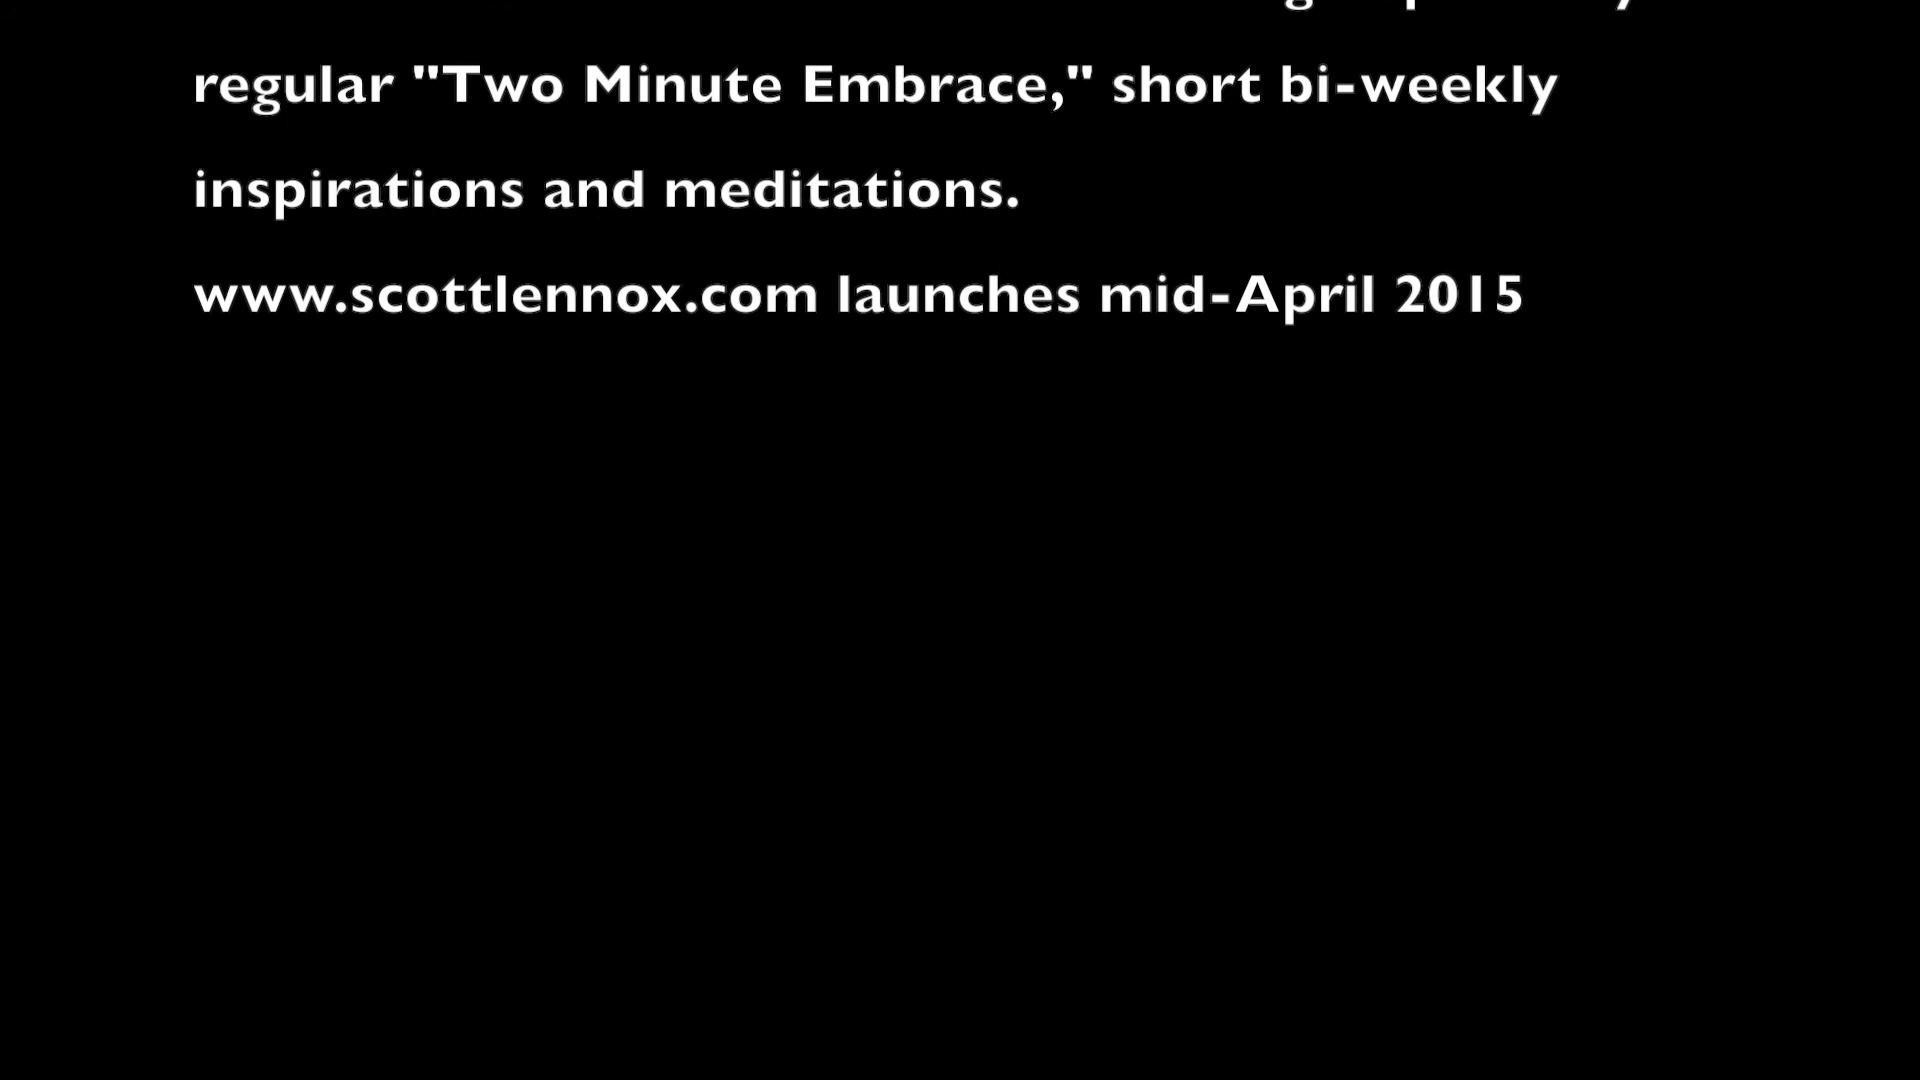 regular "Two Minute Embrace," short bi-weekly
inspirations and meditations.
www.scottlennox.com launches mid-April 2015